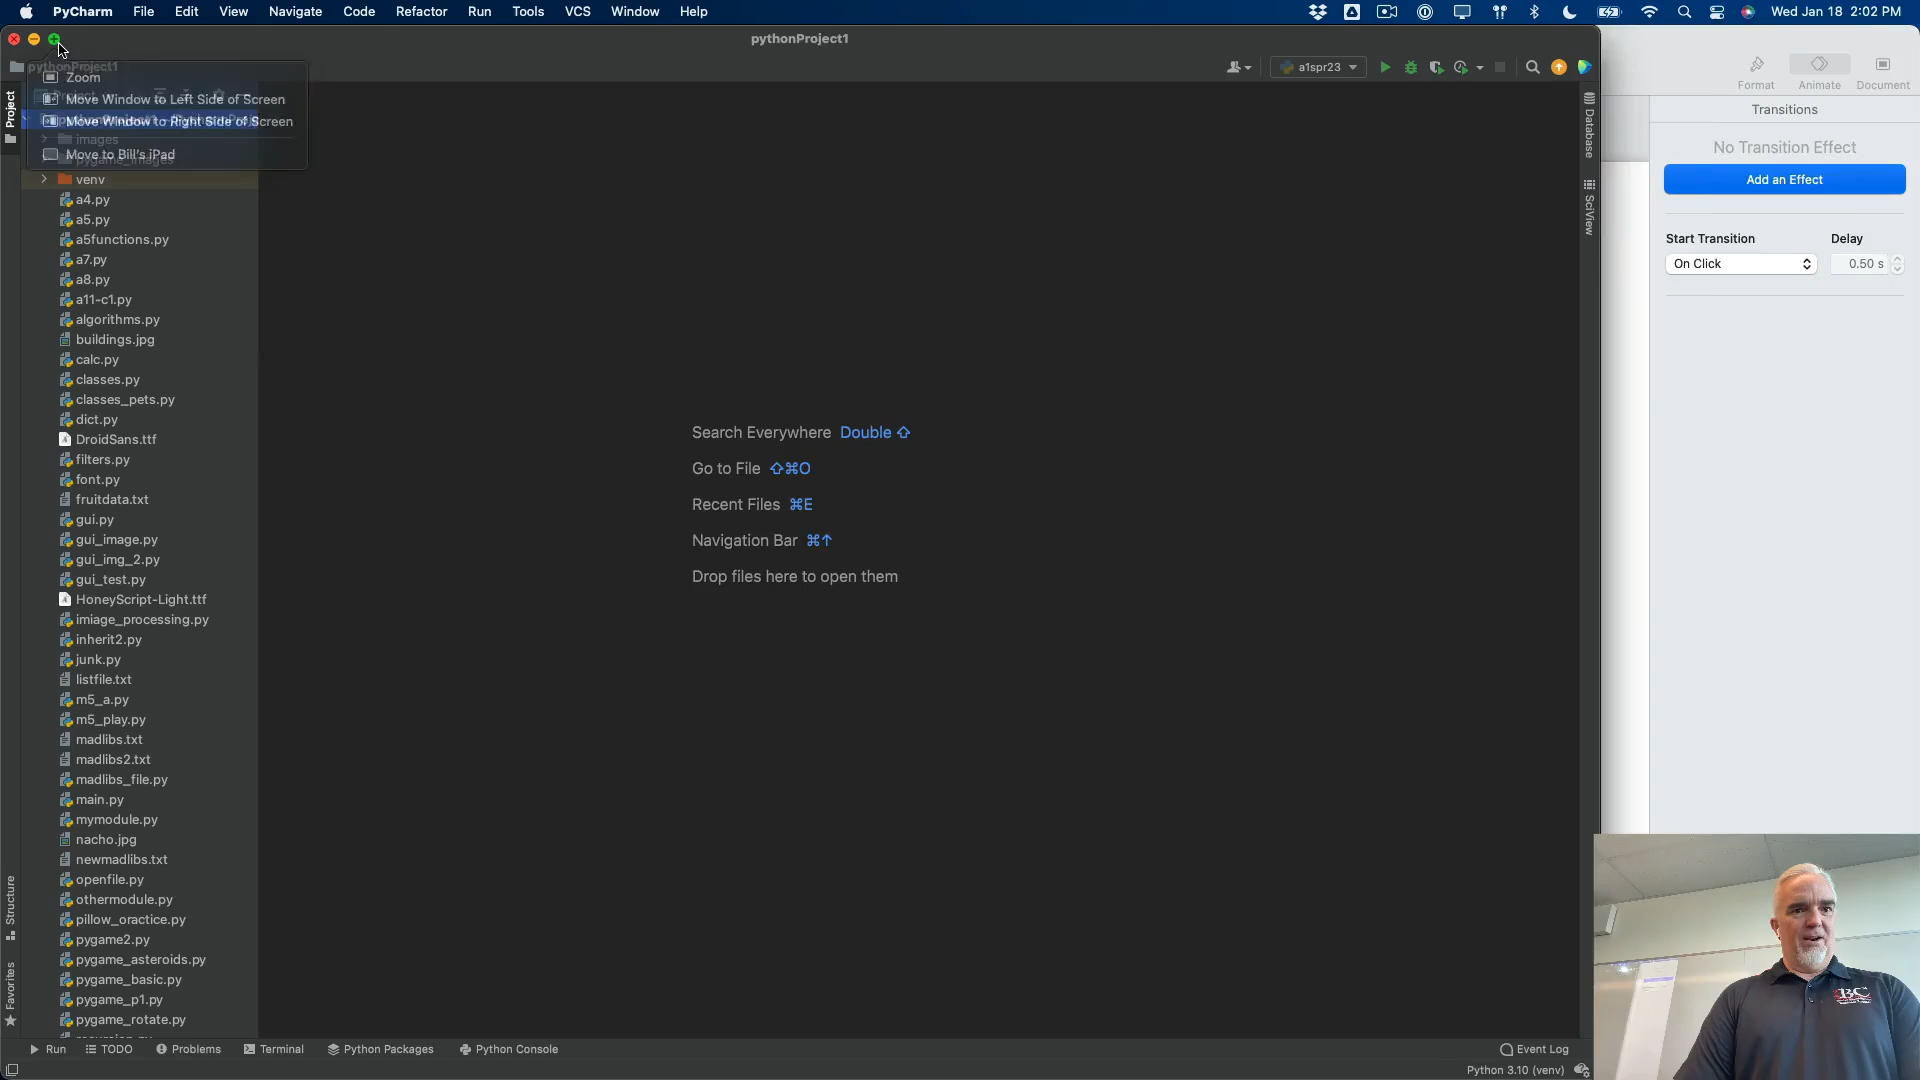 PyCharm File Edit View Navigate Code Refactor Run Tools VCS Window Help
Wed Jan 18 2:02 PM
pythonProject1
pythonProject1
a1spr23
Zoom
Move Window to Left Side of Screen
Move Window to Right Side of Screen
Move to Bill's iPad
Project
images
pygame_images
venv
a4.py
a5.py
a5functions.py
a7.py
a8.py
a11-c1.py
algorithms.py
buildings.jpg
calc.py
classes.py
classes_pets.py
dict.py
DroidSans.ttf
filters.py
font.py
fruitdata.txt
gui.py
gui_image.py
gui_img_2.py
gui_test.py
HoneyScript-Light.ttf
imiage_processing.py
inherit2.py
junk.py
listfile.txt
m5_a.py
m5_play.py
madlibs.txt
madlibs2.txt
madlibs_file.py
main.py
mymodule.py
nacho.jpg
newmadlibs.txt
openfile.py
othermodule.py
pillow_oractice.py
pygame2.py
pygame_asteroids.py
pygame_basic.py
pygame_p1.py
pygame_rotate.py
Structure
Favorites
Search Everywhere Double ⇧
Go to File ⇧⌘O
Recent Files ⌘E
Navigation Bar ⌘↑
Drop files here to open them
Database
SciView
Format Animate Document
Transitions
No Transition Effect
Add an Effect
Start Transition Delay
On Click 0.50 s
BC
Run TODO Problems Terminal Python Packages Python Console
Event Log
Python 3.10 (venv)